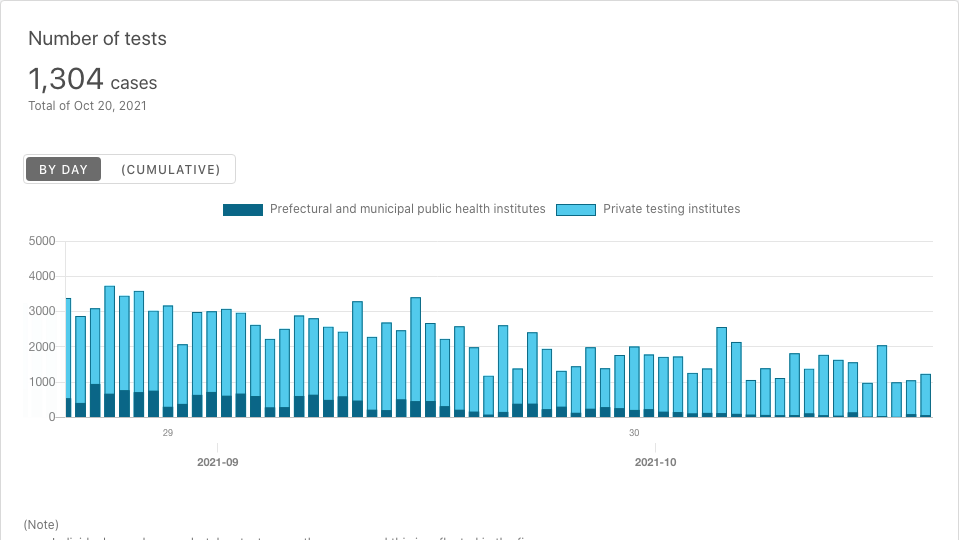 Number of tests
1,304 cases
Total of Oct 20, 2021
BY DAY (CUMULATIVE)
Prefectural and municipal public health institutes Private testing institutes
5000
4000
3000
2000
1000
0
29 30
2021-09 2021-10
(Note)